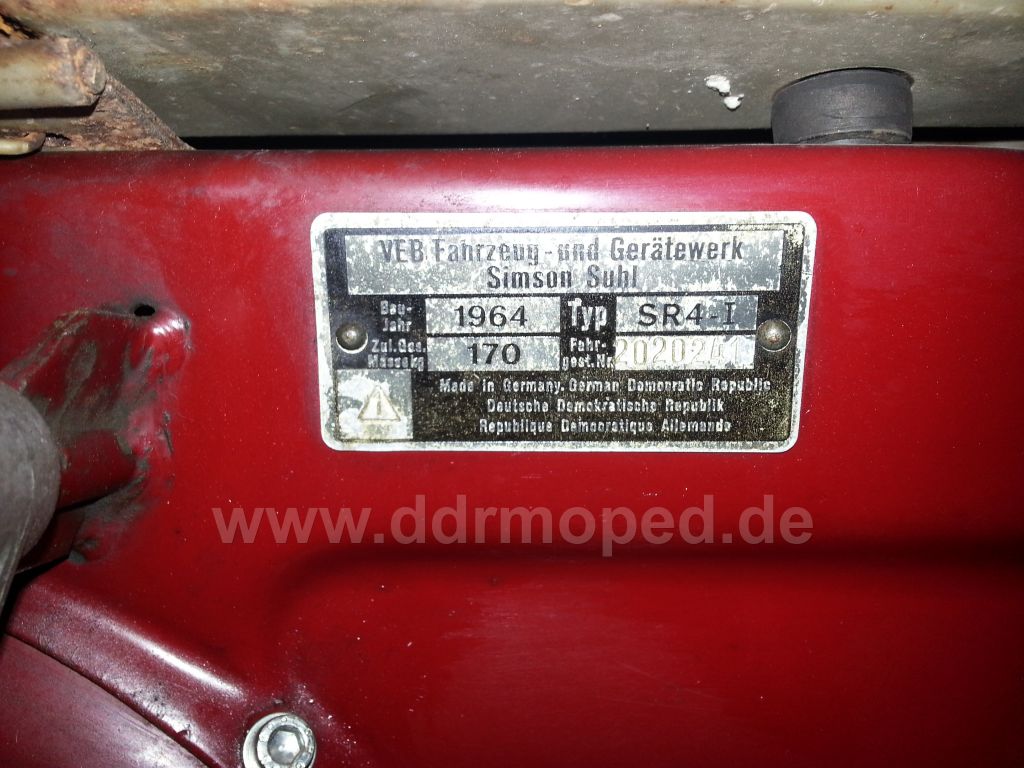 VEB Fahrzeug-und Gerätewerk
Simson Suhl
Bau-Jahr 1964 Typ SR4-I
Zul.Ges. Masse kg 170 Fahr-gest.Nr. 2020241
Made in Germany. German Democratic Republic
Deutsche Demokratische Republik
Republique Democratique Allemande
www.ddrmoped.de